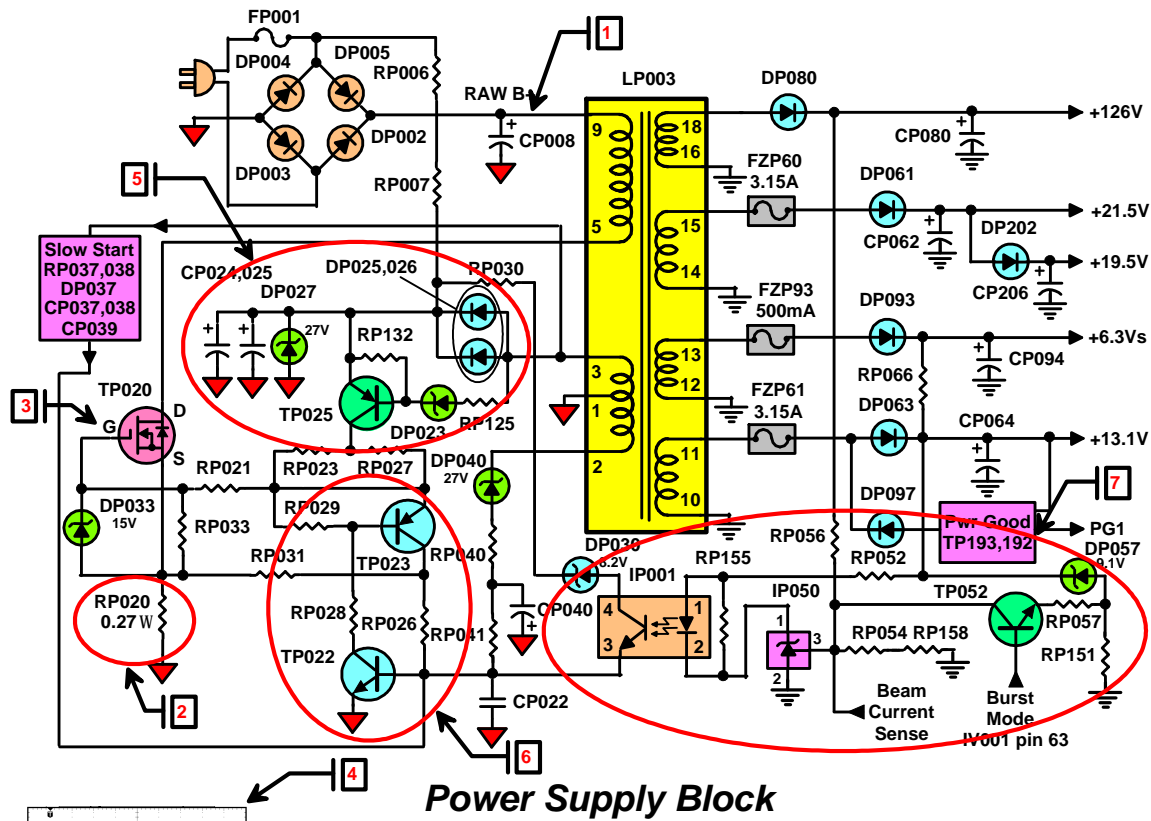 FP001
DP004
DP005
RP006
1
LP003
DP080
RAW B+
DP002
CP008
DP003
RP007
9
5
18
16
+126V
CP080
FZP60
3.15A
DP061
+21.5V
CP062
DP202
+19.5V
CP206
15
14
5
Slow Start
RP037,038
DP037
CP037,038
CP039
CP024,025
DP027
27V
DP025,026
RP030
RP132
TP025
DP023
RP125
3
1
2
FZP93
500mA
DP093
+6.3Vs
CP094
13
12
RP066
FZP61
3.15A
DP063
CP064
+13.1V
11
10
3
TP020
D
G
S
RP021
RP023
RP027
DP040
27V
DP033
15V
RP033
RP029
TP023
RP040
RP031
RP020
0.27 W
2
RP028
RP026
RP041
CP040
TP022
CP022
6
DP030
8.2V
IP001
4
3
1
2
RP155
RP056
DP097
Pwr Good
TP193,192
7
PG1
RP052
DP057
9.1V
TP052
RP057
IP050
1
3
2
RP054
RP158
RP151
Beam
Current
Sense
Burst
Mode
IV001 pin 63
4
Power Supply Block